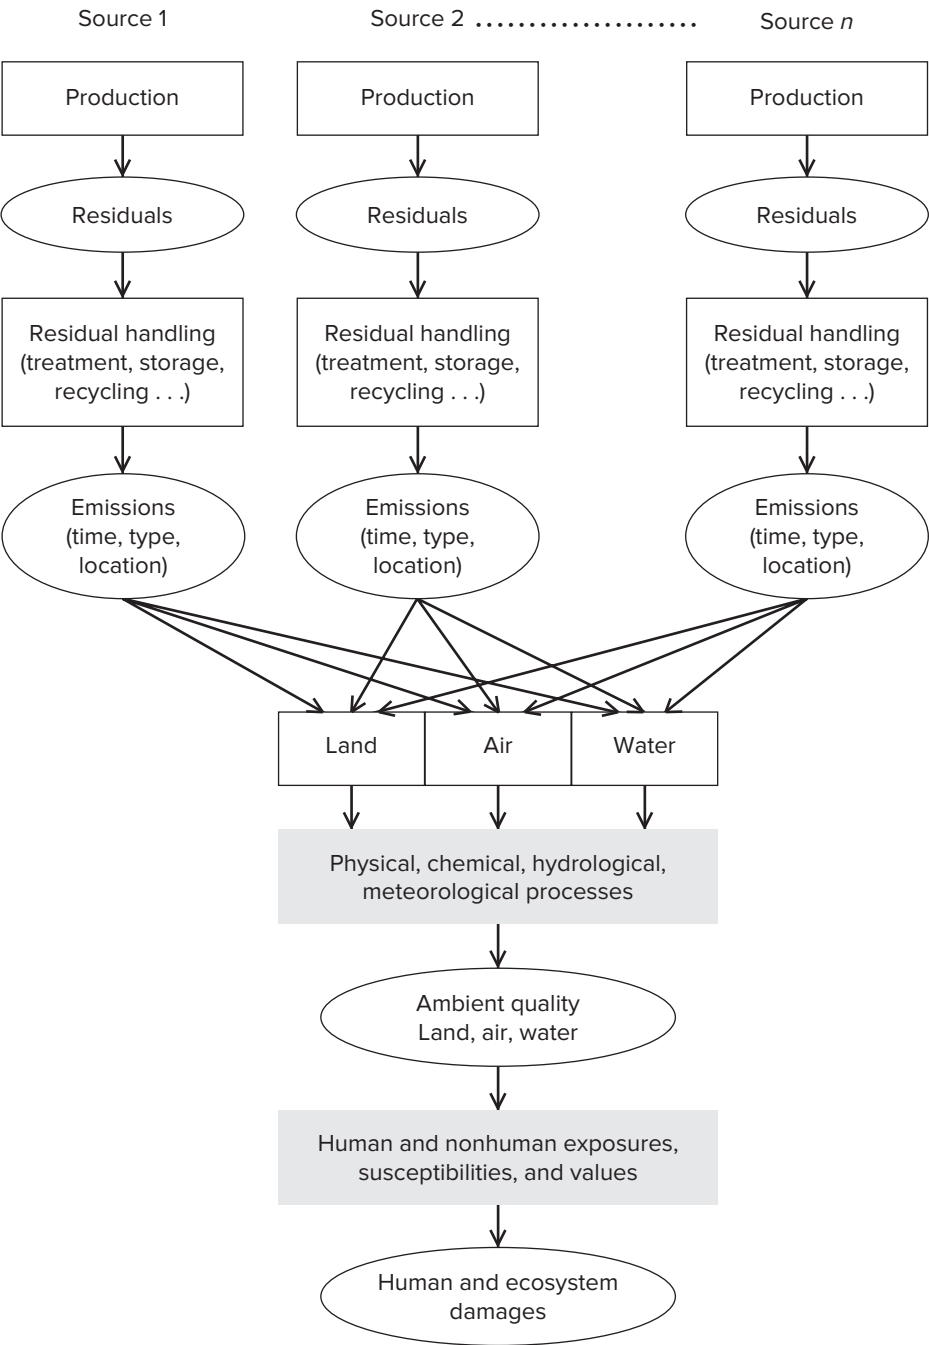 Source 1
Source 2 ......................
Source n
Production
Production
Production
Residuals
Residuals
Residuals
Residual handling
(treatment, storage,
recycling . . .)
Residual handling
(treatment, storage,
recycling . . .)
Residual handling
(treatment, storage,
recycling . . .)
Emissions
(time, type,
location)
Emissions
(time, type,
location)
Emissions
(time, type,
location)
Land
Air
Water
Physical, chemical, hydrological,
meteorological processes
Ambient quality
Land, air, water
Human and nonhuman exposures,
susceptibilities, and values
Human and ecosystem
damages